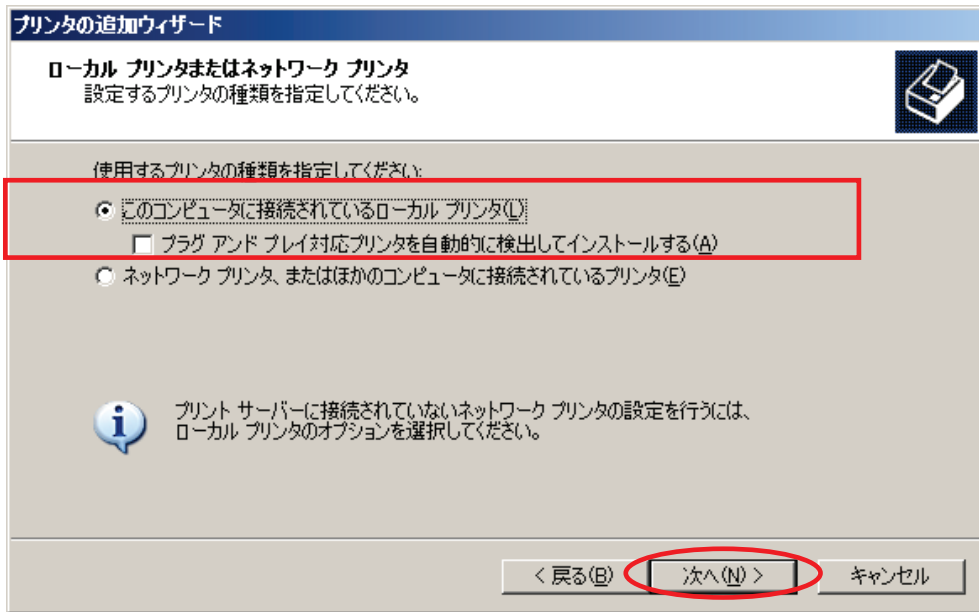 プリンタの追加ウィザード
ローカル プリンタまたはネットワーク プリンタ
設定するプリンタの種類を指定してください。
使用するプリンタの種類を指定してください:
このコンピュータに接続されているローカル プリンタ(L)
プラグ アンド プレイ対応プリンタを自動的に検出してインストールする(A)
ネットワーク プリンタ、またはほかのコンピュータに接続されているプリンタ(E)
プリント サーバーに接続されていないネットワーク プリンタの設定を行うには、
ローカル プリンタのオプションを選択してください。
< 戻る(B) 次へ(N) > キャンセル